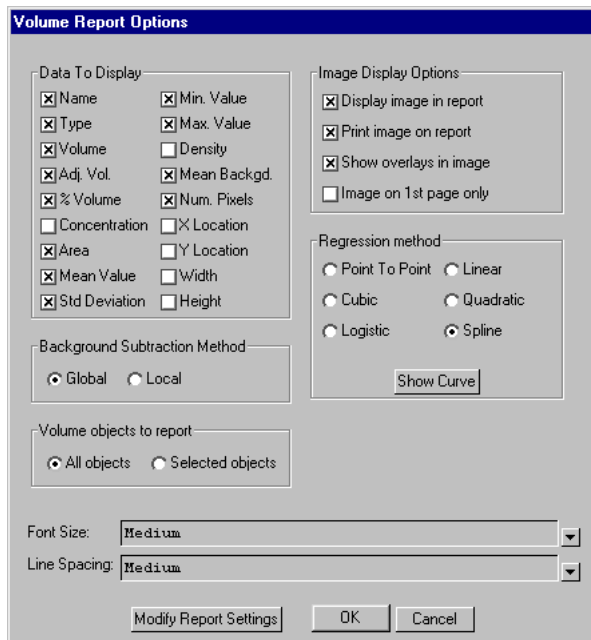 Volume Report Options
Data To Display
Name
Min. Value
Type
Max. Value
Volume
Density
Adj. Vol.
Mean Backgd.
% Volume
Num. Pixels
Concentration
X Location
Area
Y Location
Mean Value
Width
Std Deviation
Height
Image Display Options
Display image in report
Print image on report
Show overlays in image
Image on 1st page only
Regression method
Point To Point
Linear
Cubic
Quadratic
Logistic
Spline
Show Curve
Background Subtraction Method
Global
Local
Volume objects to report
All objects
Selected objects
Font Size:
Medium
Line Spacing:
Medium
Modify Report Settings
OK
Cancel